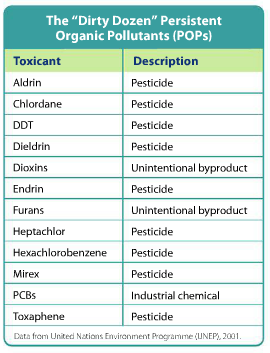 The “Dirty Dozen” Persistent
Organic Pollutants (POPs)
Toxicant Description
Aldrin Pesticide
Chlordane Pesticide
DDT Pesticide
Dieldrin Pesticide
Dioxins Unintentional byproduct
Endrin Pesticide
Furans Unintentional byproduct
Heptachlor Pesticide
Hexachlorobenzene Pesticide
Mirex Pesticide
PCBs Industrial chemical
Toxaphene Pesticide
Data from United Nations Environment Programme (UNEP), 2001.